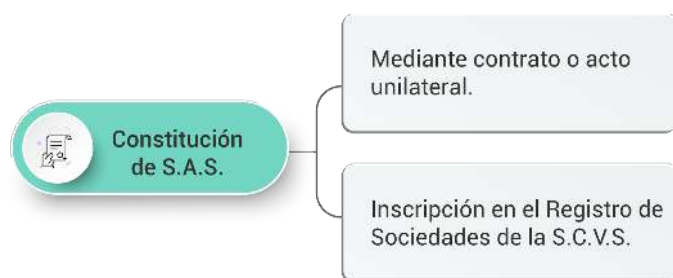 Constitución
de S.A.S.
Mediante contrato o acto
unilateral.
Inscripción en el Registro de
Sociedades de la S.C.V.S.